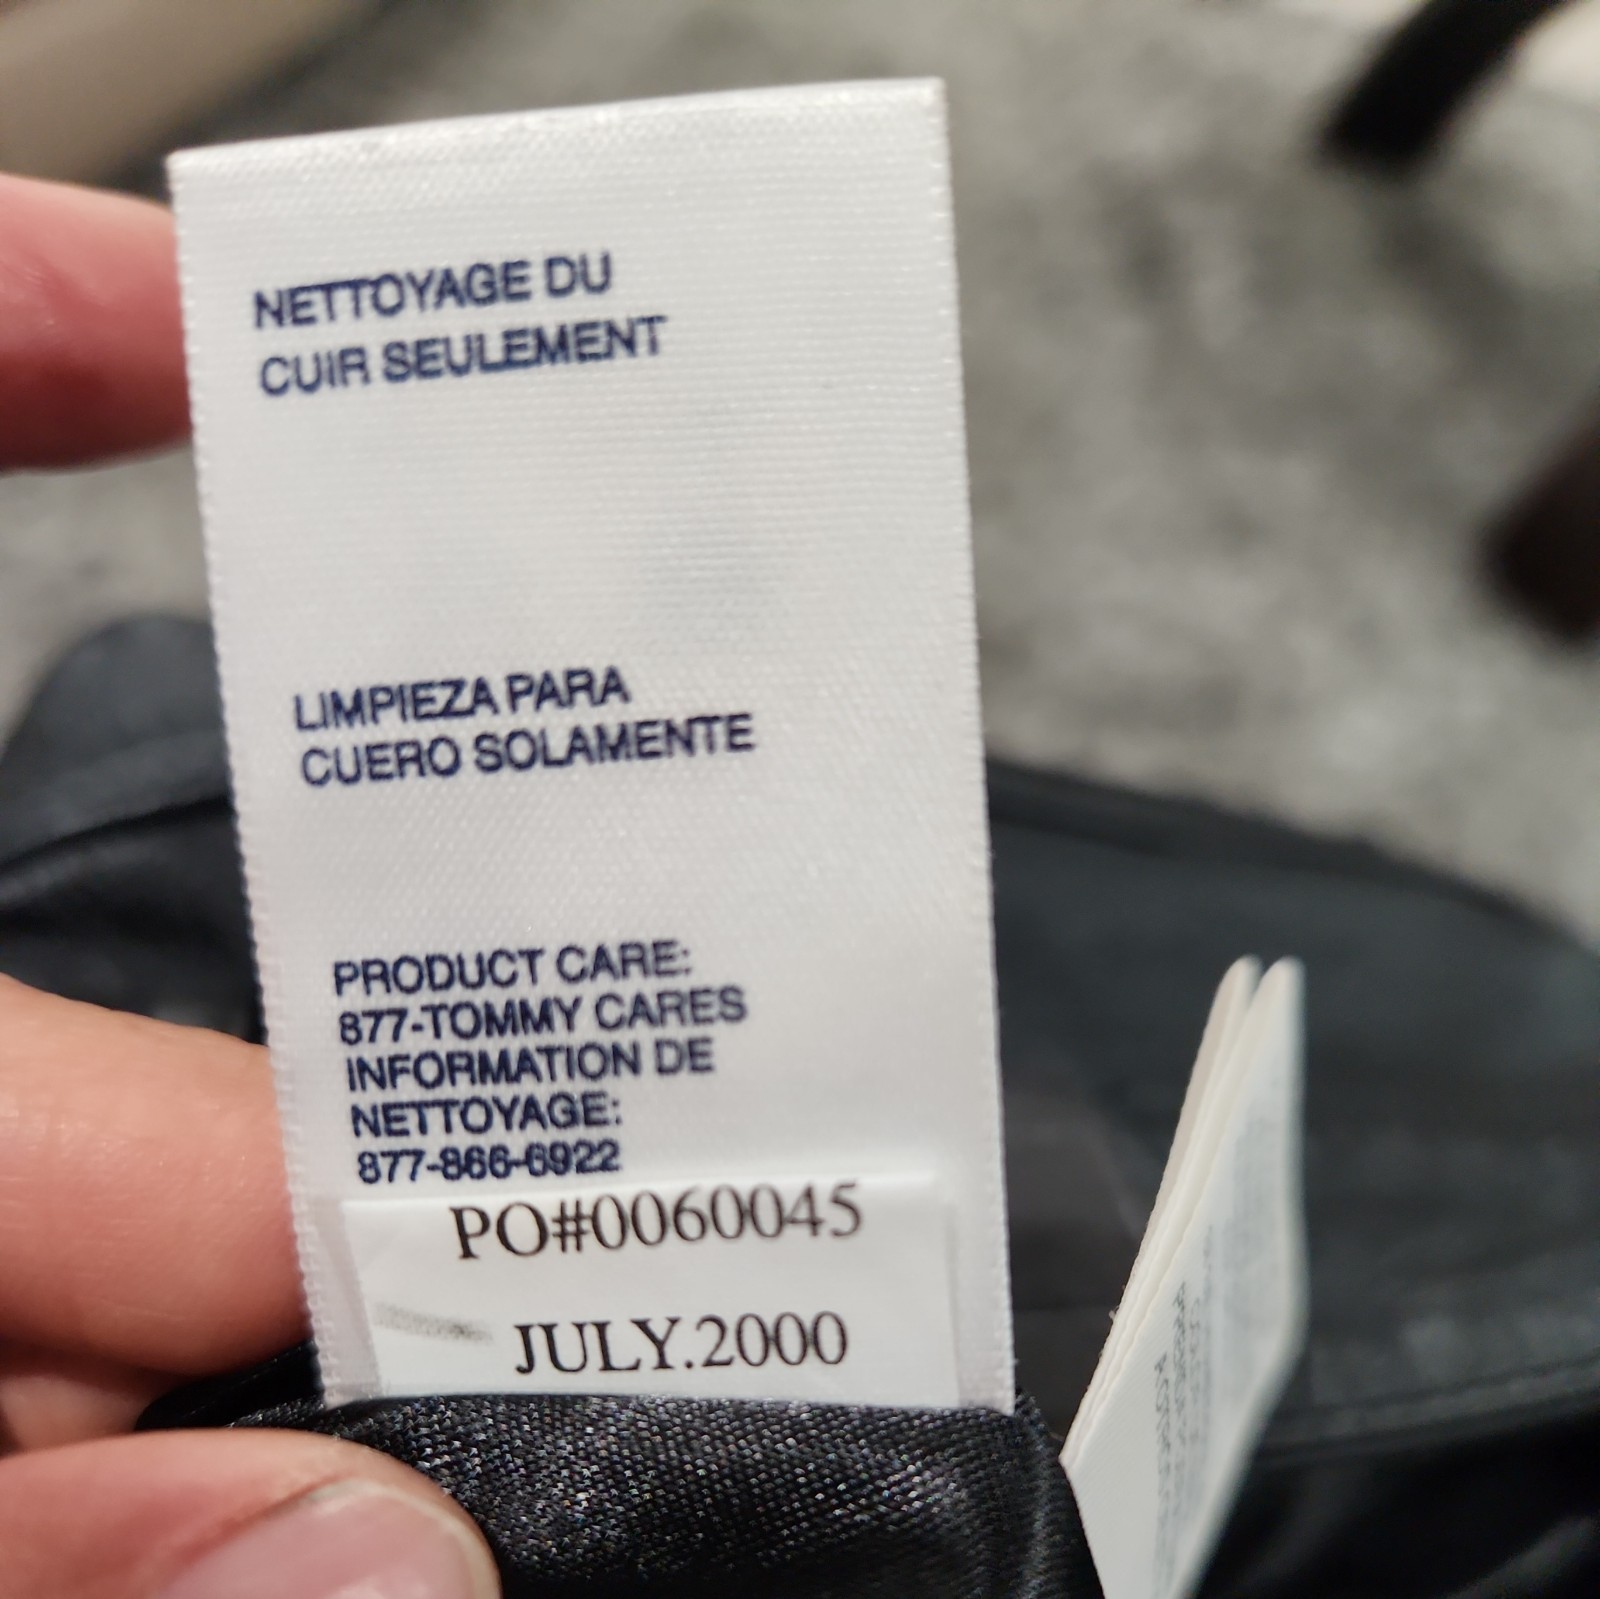 NETTOYAGE DU
CUIR SEULEMENT
LIMPIEZA PARA
CUERO SOLAMENTE
PRODUCT CARE:
877-TOMMY CARES
INFORMATION DE
NETTOYAGE:
877-866-6922
PO#0060045
JULY.2000